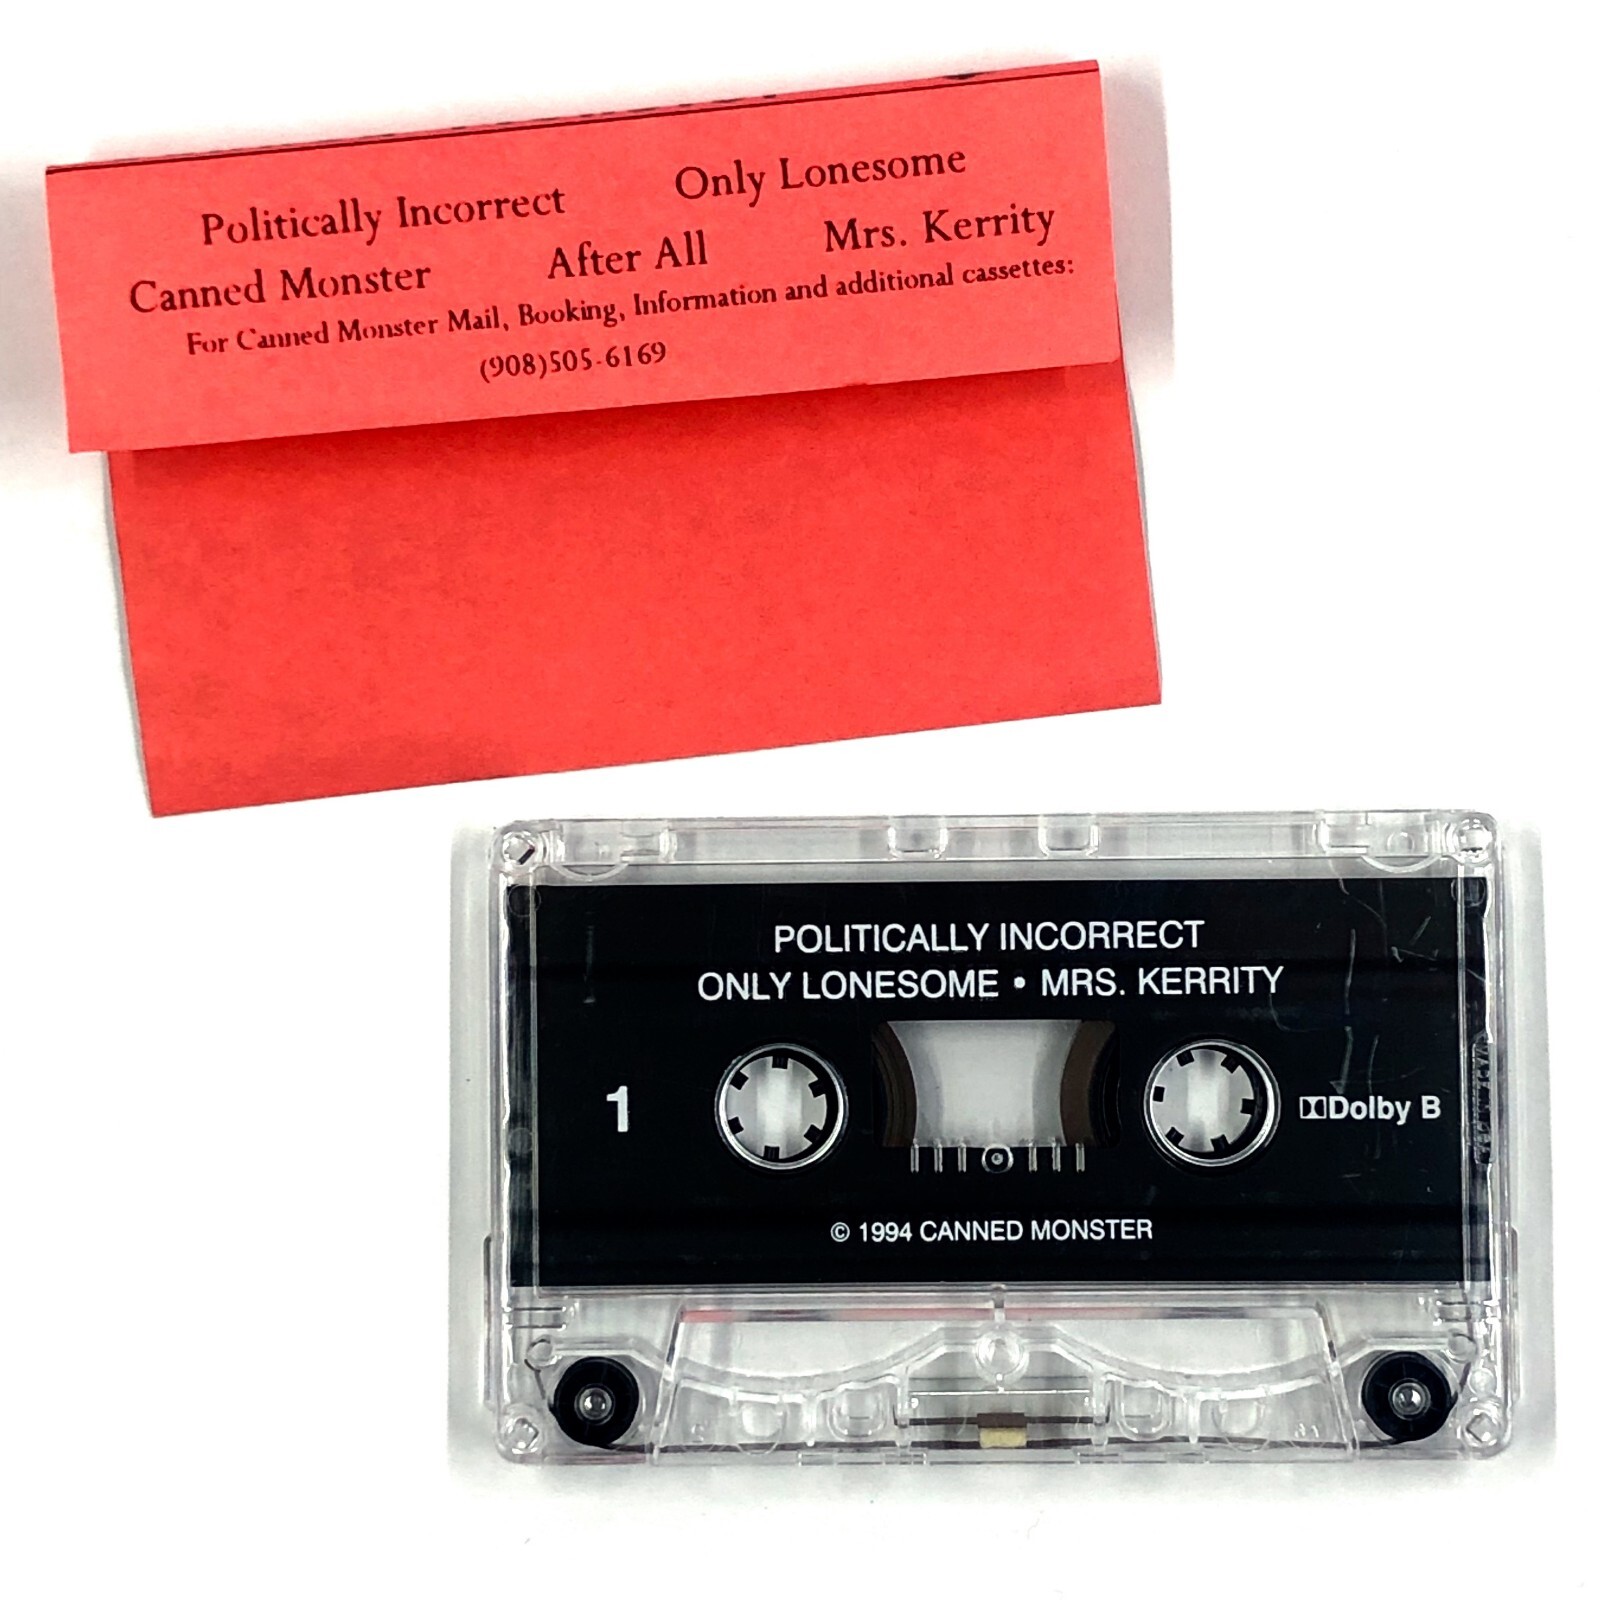 Politically Incorrect Only Lonesome
Canned Monster After All Mrs. Kerrity
For Canned Monster Mail, Booking, Information and additional cassettes:
(908)505-6169
POLITICALLY INCORRECT
ONLY LONESOME • MRS. KERRITY
1
Dolby B
© 1994 CANNED MONSTER